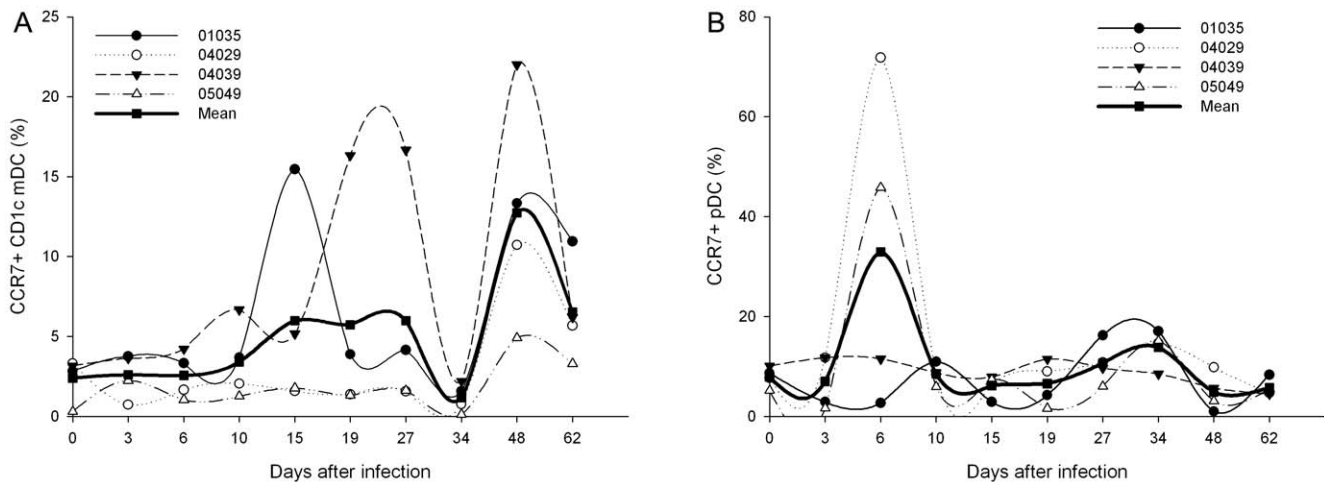 A
25
20
15
10
5
0
CCR7+ CD1c mDC (%)
01035
04029
04039
05049
Mean
0 3 6 10 15 19 27 34 48 62
Days after infection
B
80
60
40
20
0
CCR7+ pDC (%)
01035
04029
04039
05049
Mean
0 3 6 10 15 19 27 34 48 62
Days after infection